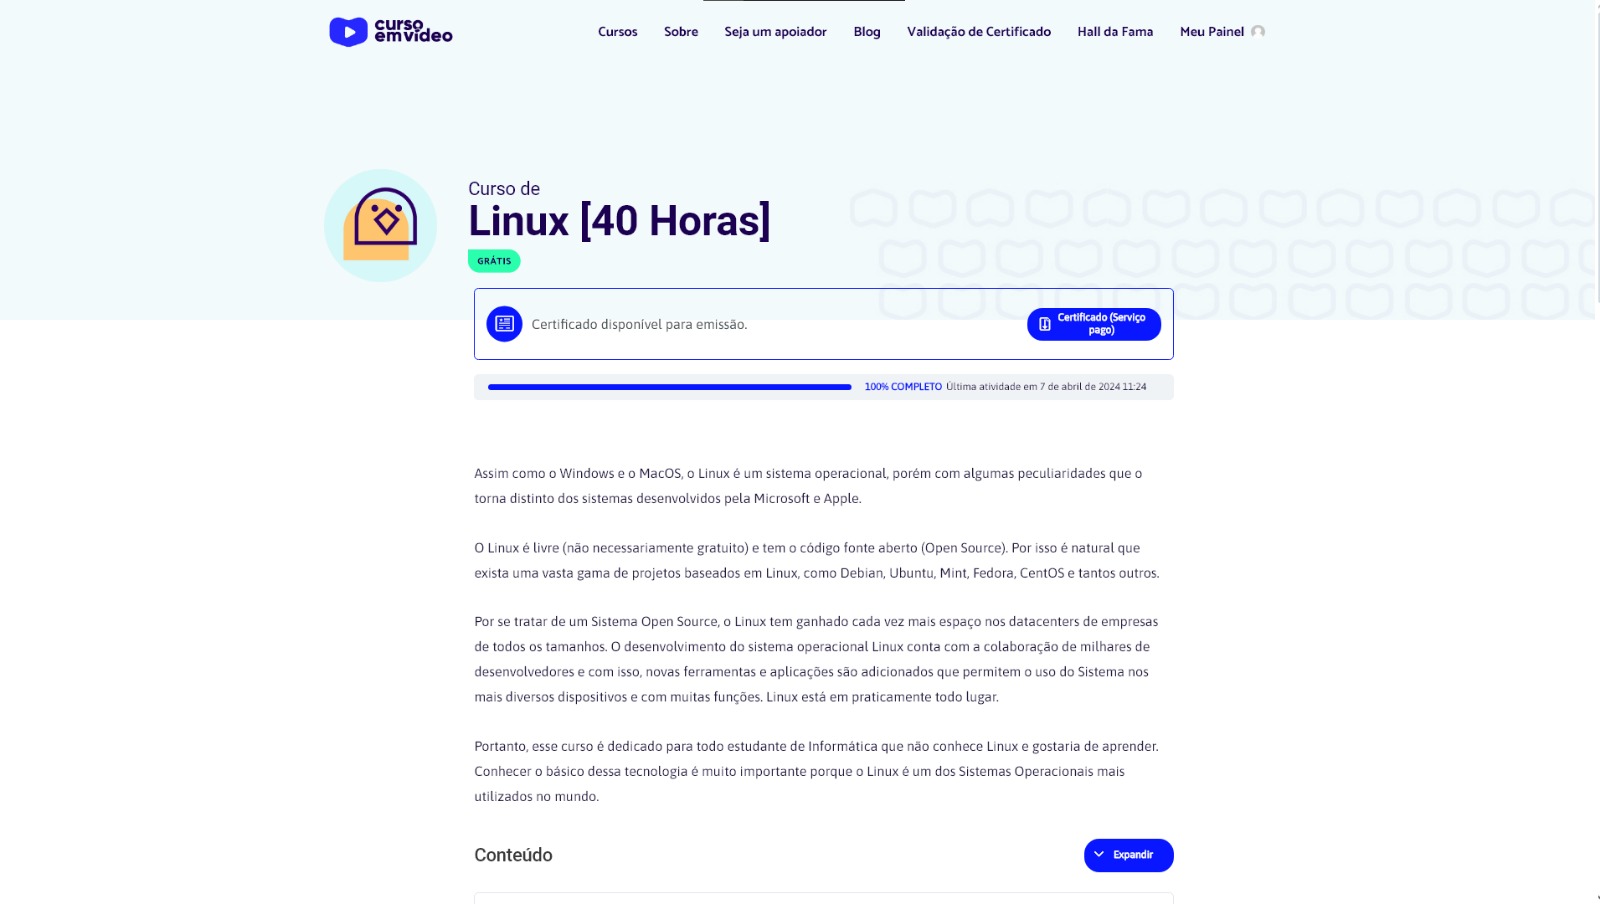 curso
emvídeo
Cursos
Sobre
Seja um apoiador
Blog
Validação de Certificado
Hall da Fama
Meu Painel
Curso de
Linux [40 Horas]
GRÁTIS
Certificado disponível para emissão.
Certificado (Serviço
pago)
100% COMPLETO Última atividade em 7 de abril de 2024 11:24
Assim como o Windows e o MacOS, o Linux é um sistema operacional, porém com algumas peculiaridades que o
torna distinto dos sistemas desenvolvidos pela Microsoft e Apple.
O Linux é livre (não necessariamente gratuito) e tem o código fonte aberto (Open Source). Por isso é natural que
exista uma vasta gama de projetos baseados em Linux, como Debian, Ubuntu, Mint, Fedora, CentOS e tantos outros.
Por se tratar de um Sistema Open Source, o Linux tem ganhado cada vez mais espaço nos datacenters de empresas
de todos os tamanhos. O desenvolvimento do sistema operacional Linux conta com a colaboração de milhares de
desenvolvedores e com isso, novas ferramentas e aplicações são adicionados que permitem o uso do Sistema nos
mais diversos dispositivos e com muitas funções. Linux está em praticamente todo lugar.
Portanto, esse curso é dedicado para todo estudante de Informática que não conhece Linux e gostaria de aprender.
Conhecer o básico dessa tecnologia é muito importante porque o Linux é um dos Sistemas Operacionais mais
utilizados no mundo.
Conteúdo
Expandir